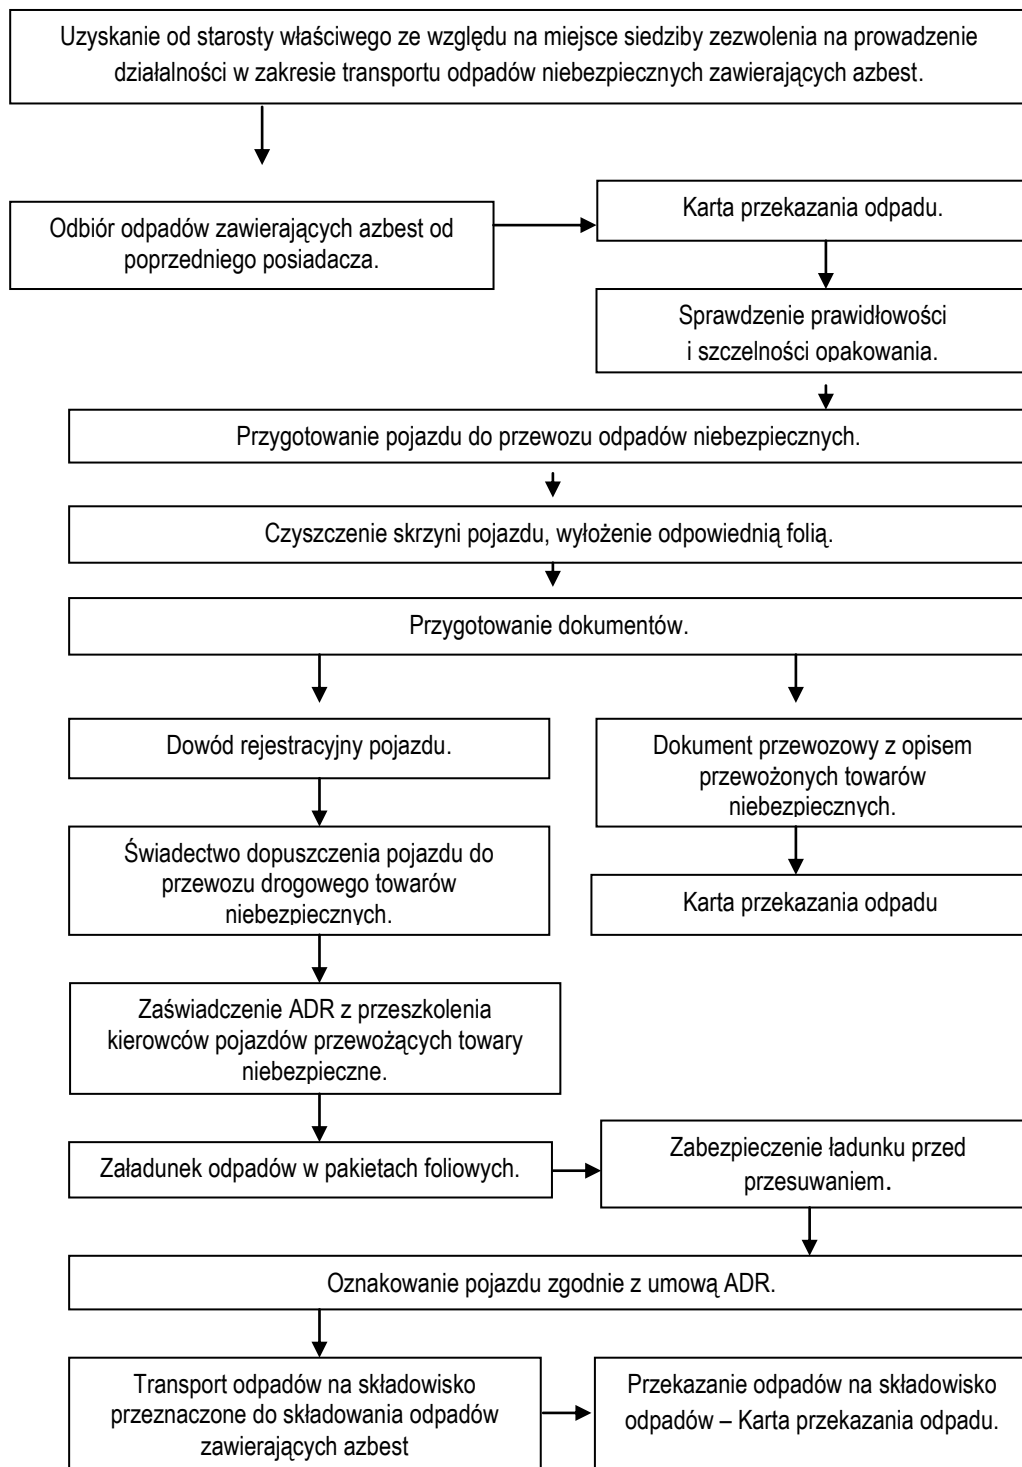 Uzyskanie od starosty właściwego ze względu na miejsce siedziby zezwolenia na prowadzenie
działalności w zakresie transportu odpadów niebezpiecznych zawierających azbest.
Odbiór odpadów zawierających azbest od
poprzedniego posiadacza.
Karta przekazania odpadu.
Sprawdzenie prawidłowości
i szczelności opakowania.
Przygotowanie pojazdu do przewozu odpadów niebezpiecznych.
Czyszczenie skrzyni pojazdu, wyłożenie odpowiednią folią.
Przygotowanie dokumentów.
Dowód rejestracyjny pojazdu.
Świadectwo dopuszczenia pojazdu do
przewozu drogowego towarów
niebezpiecznych.
Zaświadczenie ADR z przeszkolenia
kierowców pojazdów przewożących towary
niebezpieczne.
Dokument przewozowy z opisem
przewożonych towarów
niebezpiecznych.
Karta przekazania odpadu
Załadunek odpadów w pakietach foliowych.
Zabezpieczenie ładunku przed
przesuwaniem.
Oznakowanie pojazdu zgodnie z umową ADR.
Transport odpadów na składowisko
przeznaczone do składowania odpadów
zawierających azbest
Przekazanie odpadów na składowisko
odpadów – Karta przekazania odpadu.